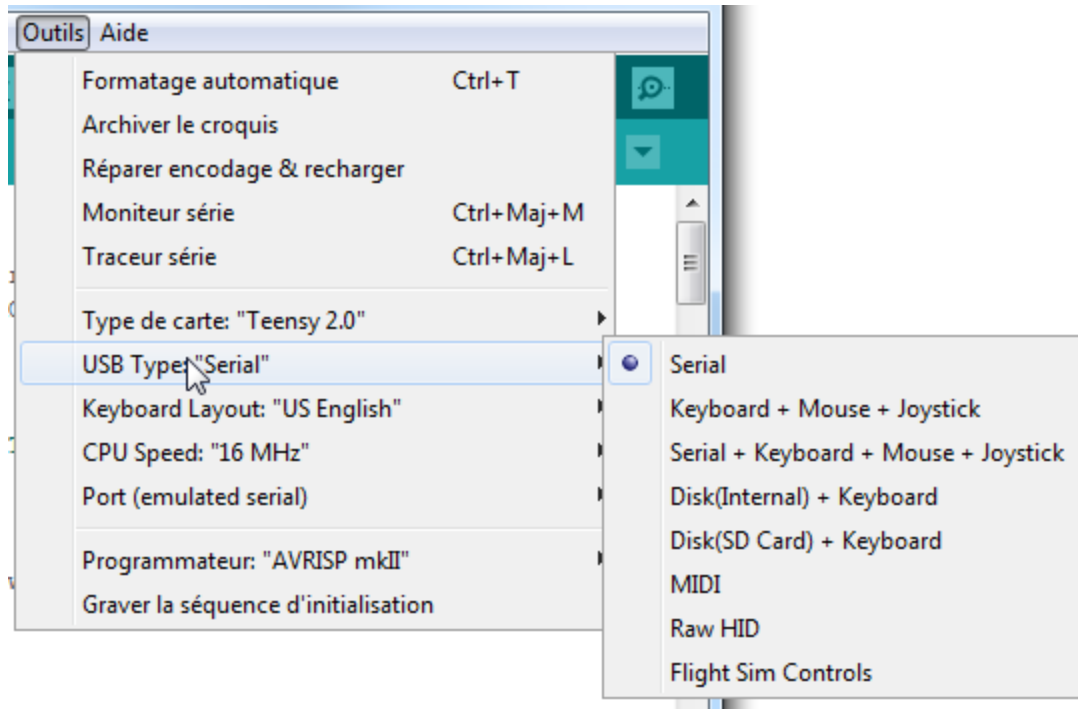 Outils Aide
Formatage automatique Ctrl+T
Archiver le croquis
Réparer encodage & recharger
Moniteur série Ctrl+Maj+M
Traceur série Ctrl+Maj+L
Type de carte: "Teensy 2.0"
USB Type: "Serial"
Keyboard Layout: "US English"
CPU Speed: "16 MHz"
Port (emulated serial)
Programmateur: "AVRISP mkII"
Graver la séquence d'initialisation
Serial
Keyboard + Mouse + Joystick
Serial + Keyboard + Mouse + Joystick
Disk(Internal) + Keyboard
Disk(SD Card) + Keyboard
MIDI
Raw HID
Flight Sim Controls